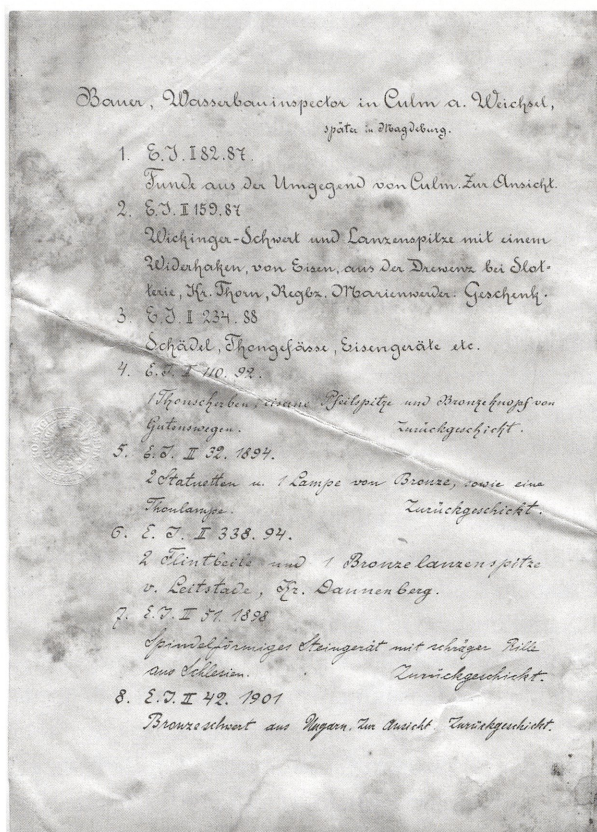 Bauer, Wasserbauinspector in Culm a. Weichsel,
später in Magdeburg.
1. E.J. I 82.87.
Funde aus der Umgegend von Culm. Zur Ansicht.
2. E.J. II 159.87
Wickinger-Schwert und Lanzenspitze mit einem
Widerhaken, von Eisen, aus der Drewenz bei Slot-
terie, Kr. Thorn, Regbz. Marienwerder. Geschenk.
3. E.J. II 234.88
Schädel, Thongefässe, Eisengeräte etc.
4. E.J. 110.92.
1 Thonscherben, eiserne Pfeilspitze und Bronzeknopf von
Gutenswegen. Zurückgeschickt.
5. E.J. II 32.1894.
2 Statuetten u. 1 Lampe von Bronze, sowie eine
Thonlampe. Zurückgeschickt.
6. E.J. II 338.94.
2 Flintbeile und 1 Bronzelanzenspitze
v. Leitstade, Kr. Dannenberg.
7. E.J. II 51.1898
Spindelförmiges Steingerät mit schräger Rille
aus Schlesien. Zurückgeschickt.
8. E.J. II 42.1901
Bronzeschwert aus Ungarn. Zur Ansicht. Zurückgeschickt.